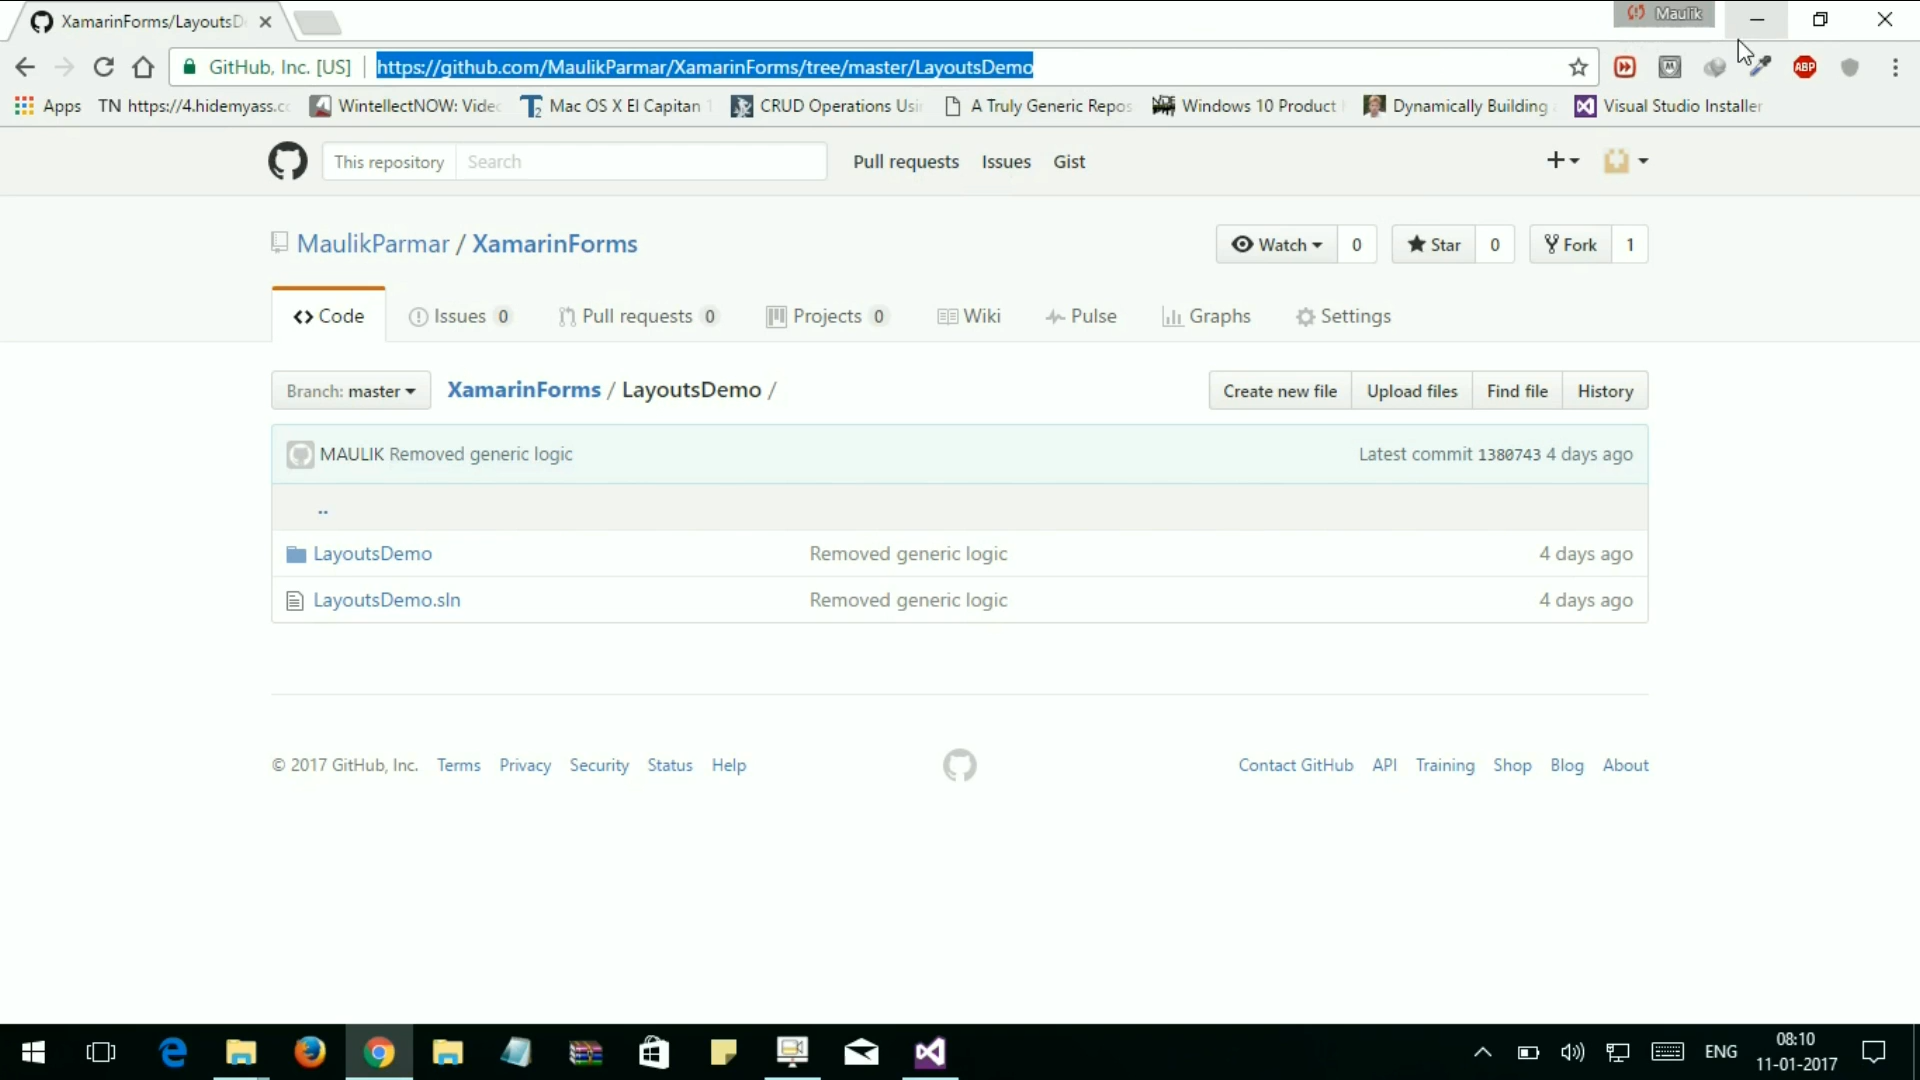 XamarinForms/LayoutsD
Maulik
GitHub, Inc. [US] https://github.com/MaulikParmar/XamarinForms/tree/master/LayoutsDemo
ABP
Apps TN https://4.hidemyass.c WintellectNOW: Vide Mac OS X El Capitan CRUD Operations Usi A Truly Generic Repos Windows 10 Product Dynamically Building Visual Studio Installer
This repository Search Pull requests Issues Gist
MaulikParmar / XamarinForms Watch 0 Star 0 Fork 1
Code Issues 0 Pull requests 0 Projects 0 Wiki Pulse Graphs Settings
Branch: master XamarinForms / LayoutsDemo / Create new file Upload files Find file History
MAULIK Removed generic logic Latest commit 1380743 4 days ago
..
LayoutsDemo Removed generic logic 4 days ago
LayoutsDemo.sln Removed generic logic 4 days ago
© 2017 GitHub, Inc. Terms Privacy Security Status Help Contact GitHub API Training Shop Blog About
ENG 08:10
11-01-2017